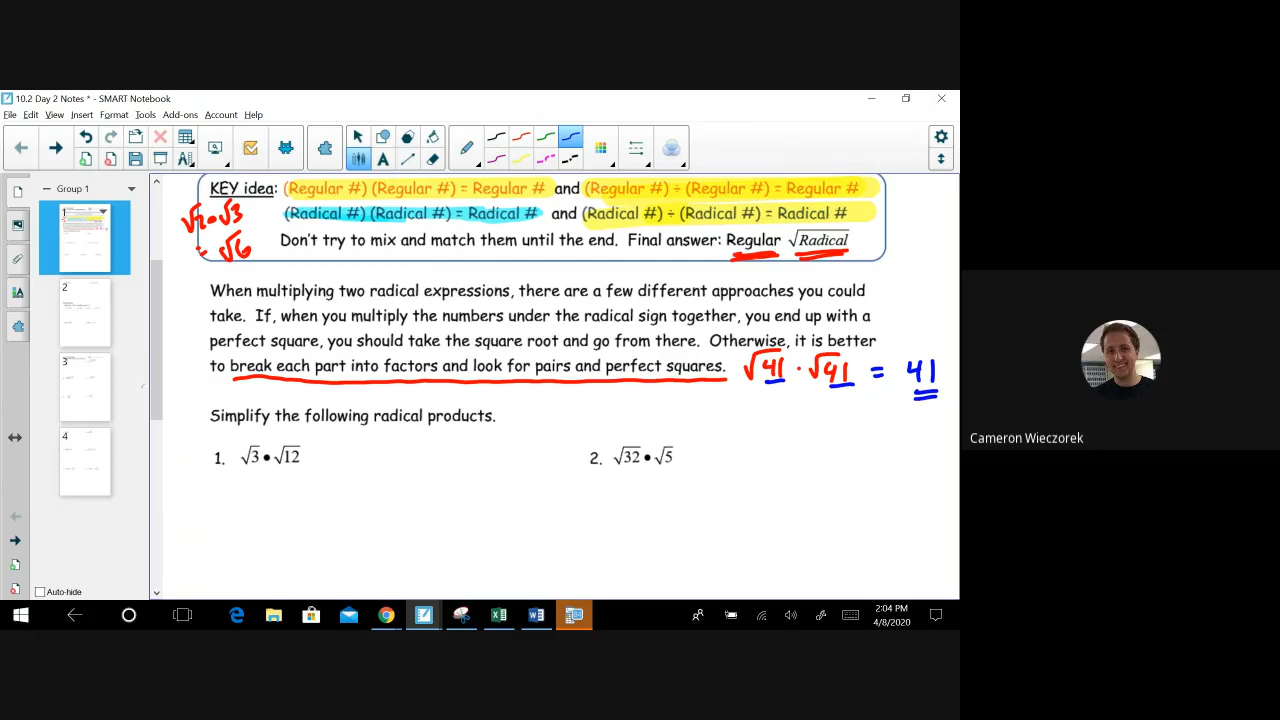 10.2 Day 2 Notes * - SMART Notebook
File Edit View Insert Format Tools Add-ons Account Help
Group 1
1
2
3
4
Auto-hide
KEY idea: (Regular #) (Regular #) = Regular # and (Regular #) ÷ (Regular #) = Regular #
(Radical #) (Radical #) = Radical # and (Radical #) ÷ (Radical #) = Radical #
√2 • √3
= √6
Don't try to mix and match them until the end. Final answer: Regular √Radical
When multiplying two radical expressions, there are a few different approaches you could
take. If, when you multiply the numbers under the radical sign together, you end up with a
perfect square, you should take the square root and go from there. Otherwise, it is better
to break each part into factors and look for pairs and perfect squares. √41 · √41 = 41
Simplify the following radical products.
1. √3 • √12
2. √32 • √5
Cameron Wieczorek
2:04 PM
4/8/2020